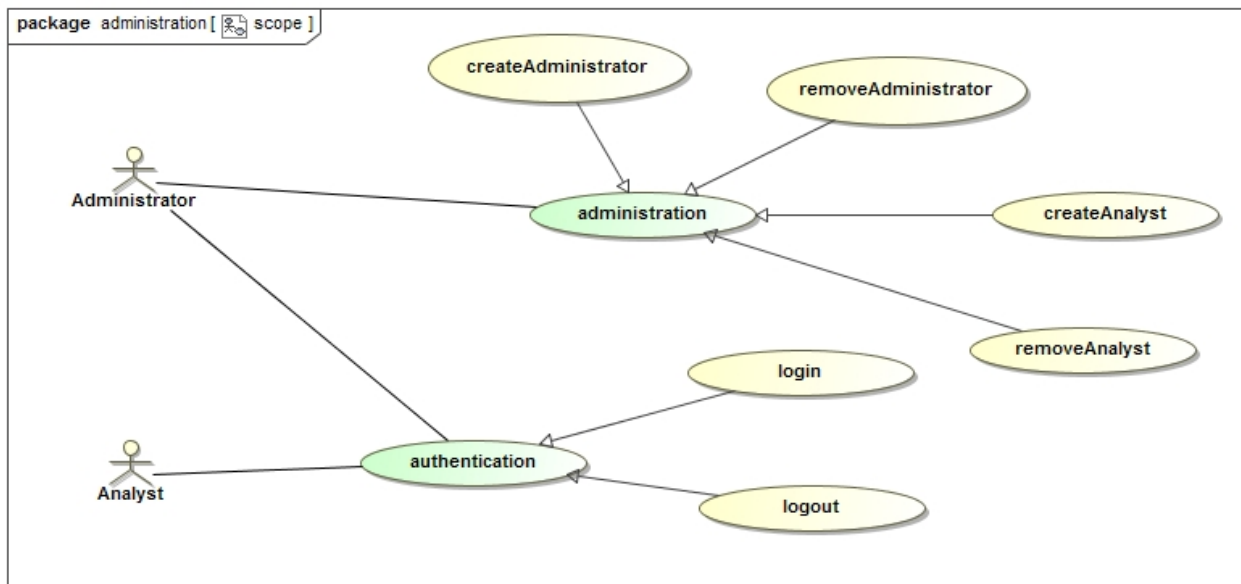 package administration [ scope ]
createAdministrator
removeAdministrator
Administrator
administration
createAnalyst
removeAnalyst
login
authentication
Analyst
logout